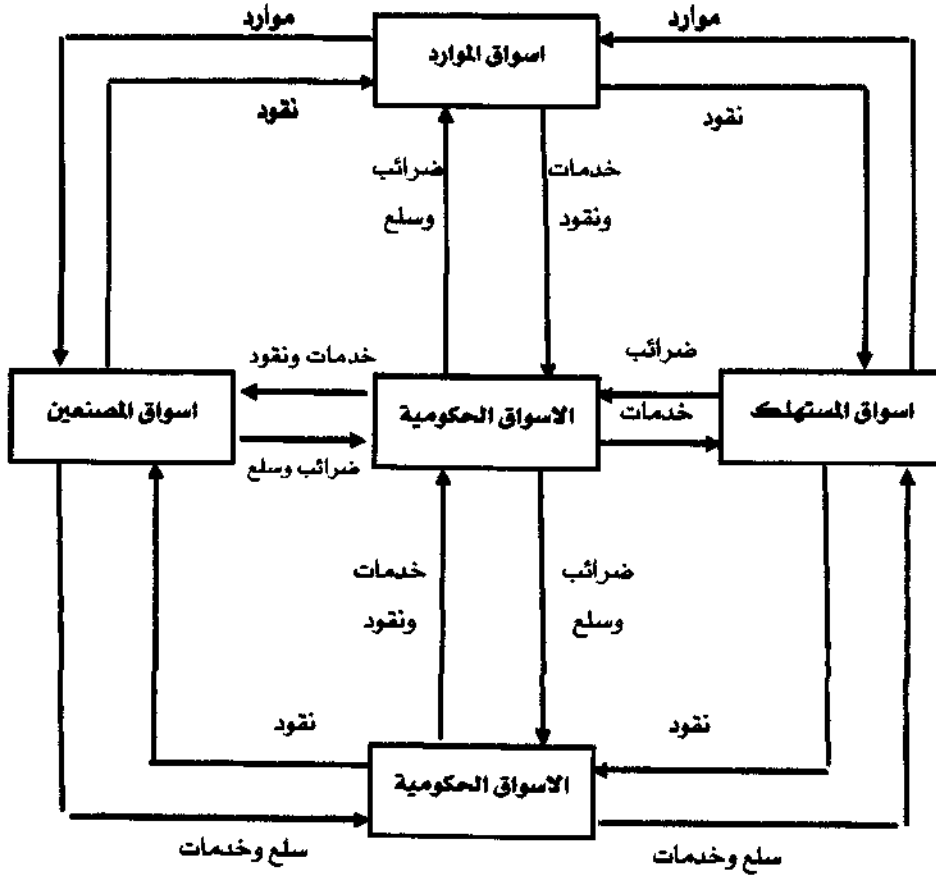 موارد
موارد
اسواق الموارد
نقود
نقود
خدمات
ضرائب
ونقود
وسلع
ضرائب
خدمات ونقود
اسواق المستهلك
الاسواق الحكومية
اسواق المصنعين
خدمات
ضرائب وسلع
ضرائب
خدمات
وسلع
ونقود
نقود
نقود
الاسواق الحكومية
سلع وخدمات
سلع وخدمات